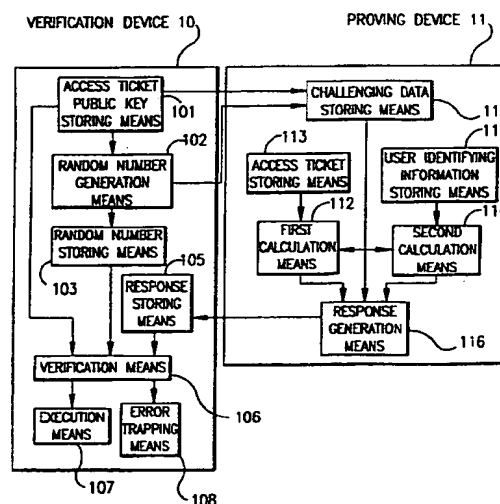 VERIFICATION DEVICE 10
PROVING DEVICE 11
ACCESS TICKET
PUBLIC KEY
STORING MEANS
101
102
RANDOM NUMBER
GENERATION
MEANS
RANDOM NUMBER
STORING MEANS
103
105
RESPONSE
STORING
MEANS
VERIFICATION MEANS
106
EXECUTION
MEANS
107
ERROR
TRAPPING
MEANS
108
CHALLENGING DATA
STORING MEANS
11
113
ACCESS TICKET
STORING MEANS
11
USER IDENTIFYING
INFORMATION
STORING MEANS
112
FIRST
CALCULATION
MEANS
11
SECOND
CALCULATION
MEANS
RESPONSE
GENERATION
MEANS
116